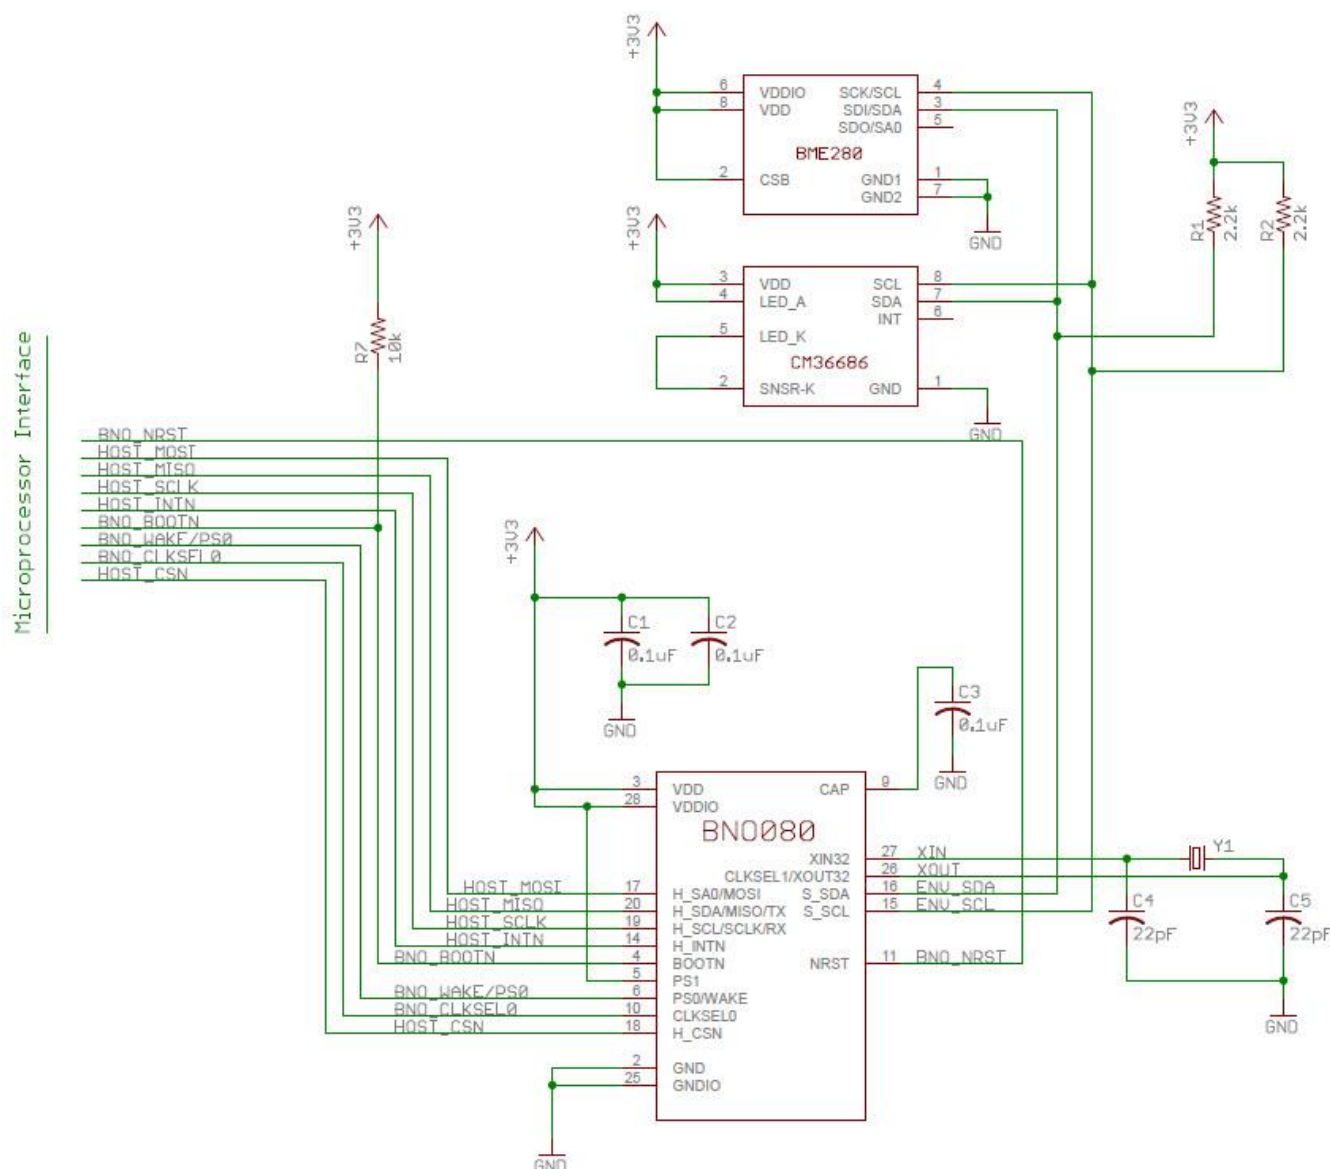 +3V3
6 VDDIO SCK/SCL 4
8 VDD SDI/SDA 3
SDO/SA0 5
BME280
2 CSB GND1 1
GND2 7
GND
+3V3
R1 2.2k
R2 2.2k
+3V3
3 VDD SCL 8
4 LED_A SDA 7
INT 6
5 LED_K
CM36686
2 SNSR-K GND 1
GND
+3V3
R7 10k
Microprocessor Interface
BNO_NRST
HOST_MOSI
HOST_MISO
HOST_SCLK
HOST_INTN
BNO_BOOTN
BNO_WAKE/PS0
BNO_CLKSEL0
HOST_CSN
+3V3
C1 C2
0.1uF 0.1uF
GND
C3
0.1uF
GND
3 VDD CAP 9
28 VDDIO
BNO080
XIN32 27 XIN Y1
CLKSEL1/XOUT32 26 XOUT
HOST_MOSI 17 H_SA0/MOSI S_SDA 16 ENV_SDA
HOST_MISO 20 H_SDA/MISO/TX S_SCL 15 ENV_SCL
C4 C5
22pF 22pF
HOST_SCLK 19 H_SCL/SCLK/RX
HOST_INTN 14 H_INTN
BNO_BOOTN 4 BOOTN NRST 11 BNO_NRST
5 PS1
BNO_WAKE/PS0 6 PS0/WAKE
BNO_CLKSEL0 10 CLKSEL0
HOST_CSN 18 H_CSN
GND
2 GND
25 GNDIO
GND